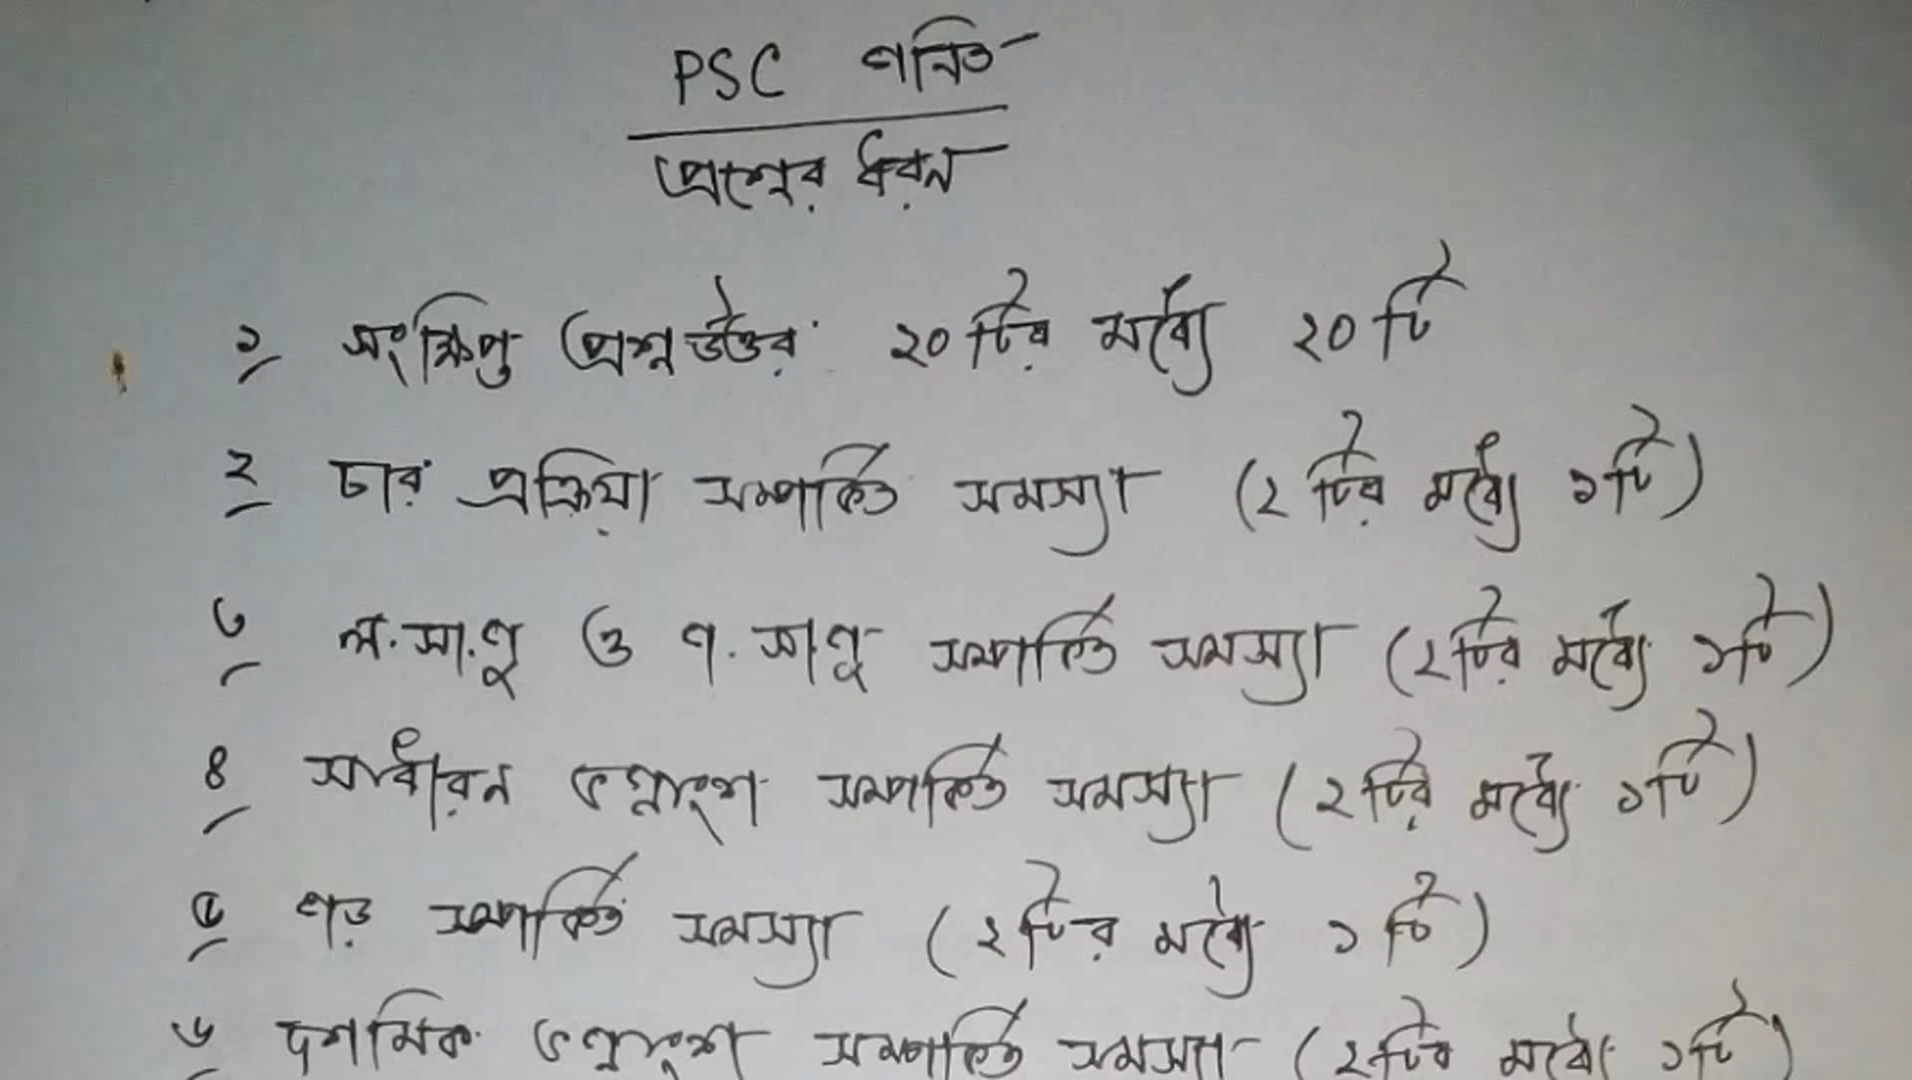 PSC গনিত
প্রশ্নের ধরন
১ সংক্ষিপ্ত প্রশ্নউত্তর ২০টির মধ্যে ২০টি
২ চার প্রক্রিয়া সম্পর্কিত সমস্যা (২টির মধ্যে ১টি)
৩ ল.সা.গু ও গ.সাগু সম্পর্কিত সমস্যা (২টির মধ্যে ১টি)
৪ সাধারন ভগ্নাংশ সম্পর্কিত সমস্যা (২টির মধ্যে ১টি)
৫ গড় সম্পর্কিত সমস্যা (২টির মধ্যে ১টি)
৬ দশমিক ভগ্নাংশ সম্পর্কিত সমস্যা (২টির মধ্যে ১টি)